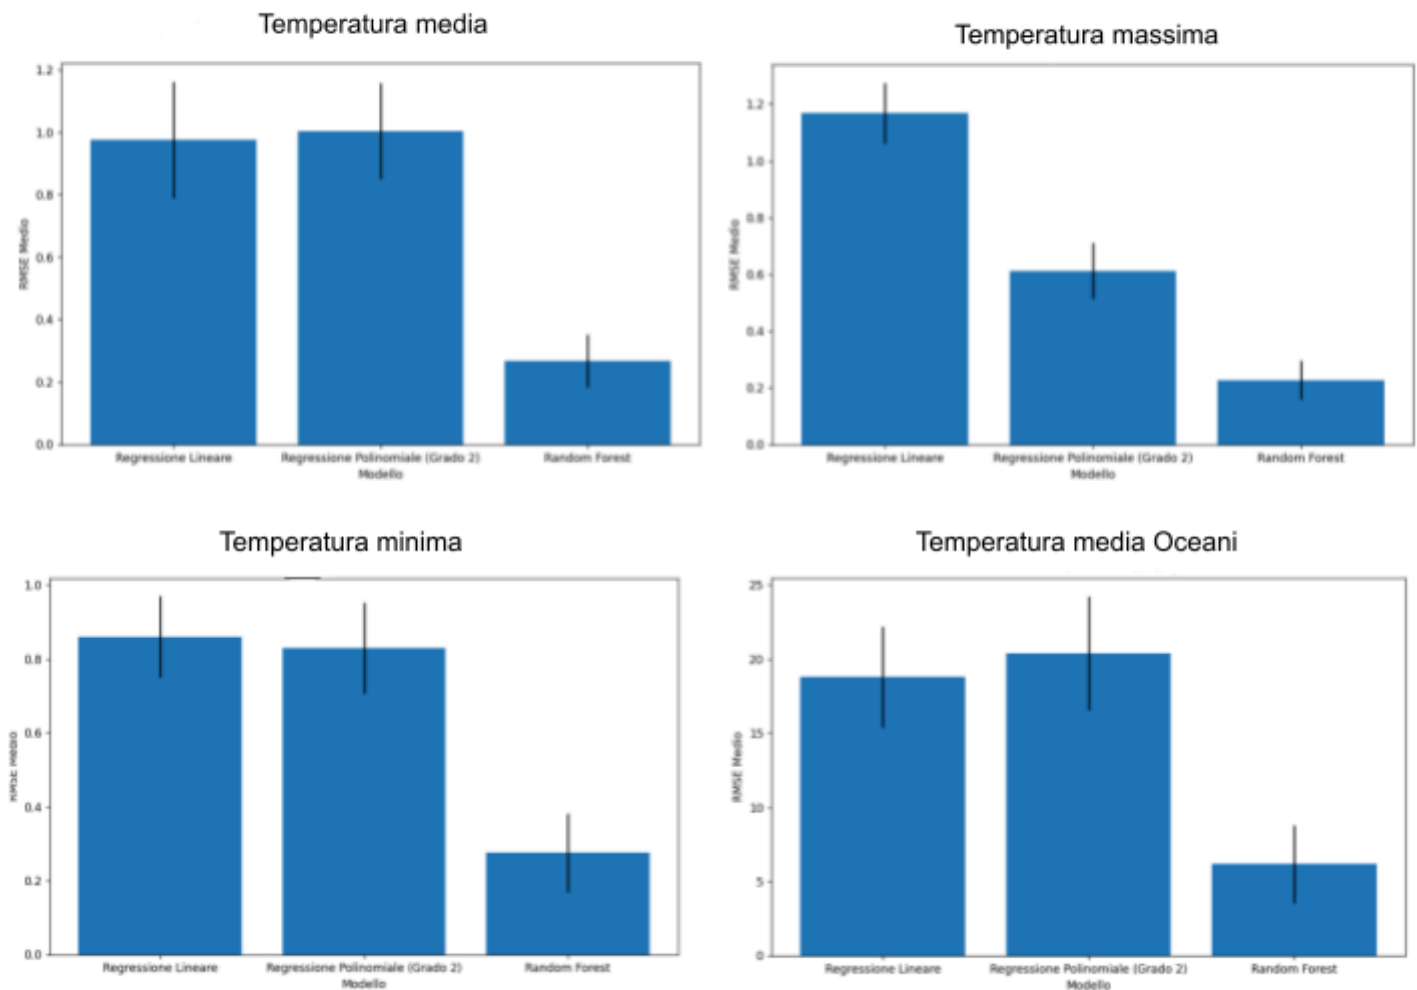 Temperatura media
1.2
1.0
0.8
0.6
0.4
0.2
0.0
RMSE Medio
Regressione Lineare Regressione Polinomiale (Grado 2) Random Forest
Modello
Temperatura massima
1.2
1.0
0.8
0.6
0.4
0.2
0.0
RMSE Medio
Regressione Lineare Regressione Polinomiale (Grado 2) Random Forest
Modello
Temperatura minima
1.0
0.8
0.6
0.4
0.2
0.0
RMSE Medio
Regressione Lineare Regressione Polinomiale (Grado 2) Random Forest
Modello
Temperatura media Oceani
25
20
15
10
5
0
RMSE Medio
Regressione Lineare Regressione Polinomiale (Grado 2) Random Forest
Modello